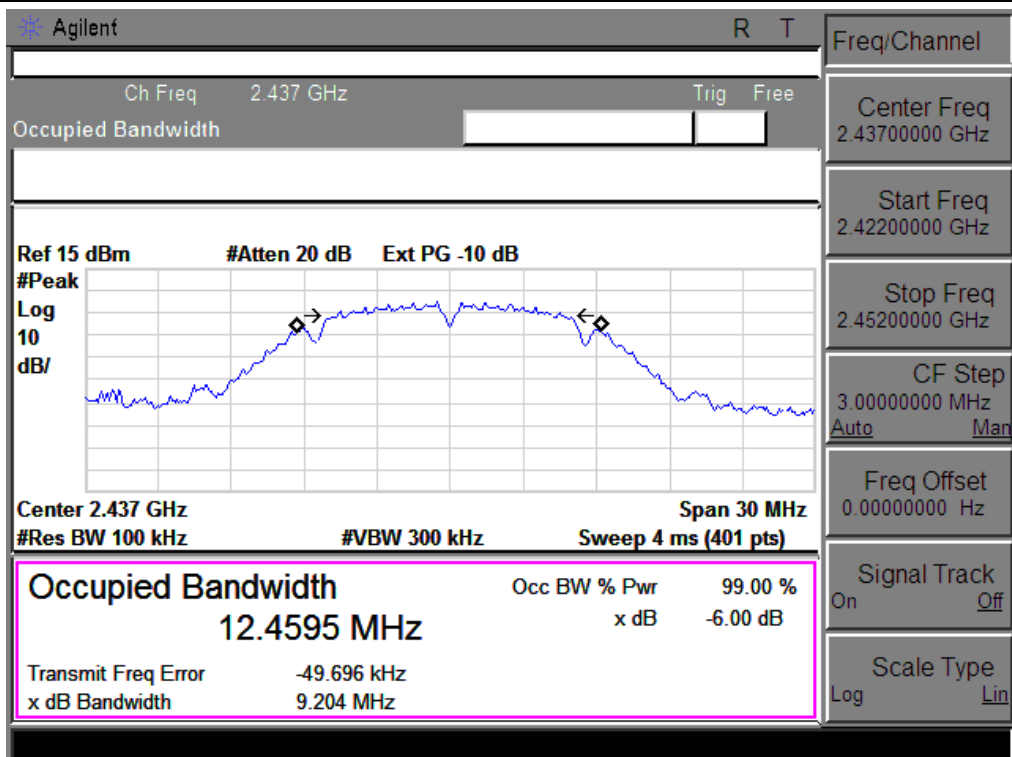 Agilent R T
Ch Freq 2.437 GHz Trig Free
Occupied Bandwidth
Ref 15 dBm #Atten 20 dB Ext PG -10 dB
#Peak
Log
10
dB/
Center 2.437 GHz Span 30 MHz
#Res BW 100 kHz #VBW 300 kHz Sweep 4 ms (401 pts)
Occupied Bandwidth Occ BW % Pwr 99.00 %
12.4595 MHz x dB -6.00 dB
Transmit Freq Error -49.696 kHz
x dB Bandwidth 9.204 MHz
Freq/Channel
Center Freq
2.43700000 GHz
Start Freq
2.42200000 GHz
Stop Freq
2.45200000 GHz
CF Step
3.00000000 MHz
Auto Man
Freq Offset
0.00000000 Hz
Signal Track
On Off
Scale Type
Log Lin